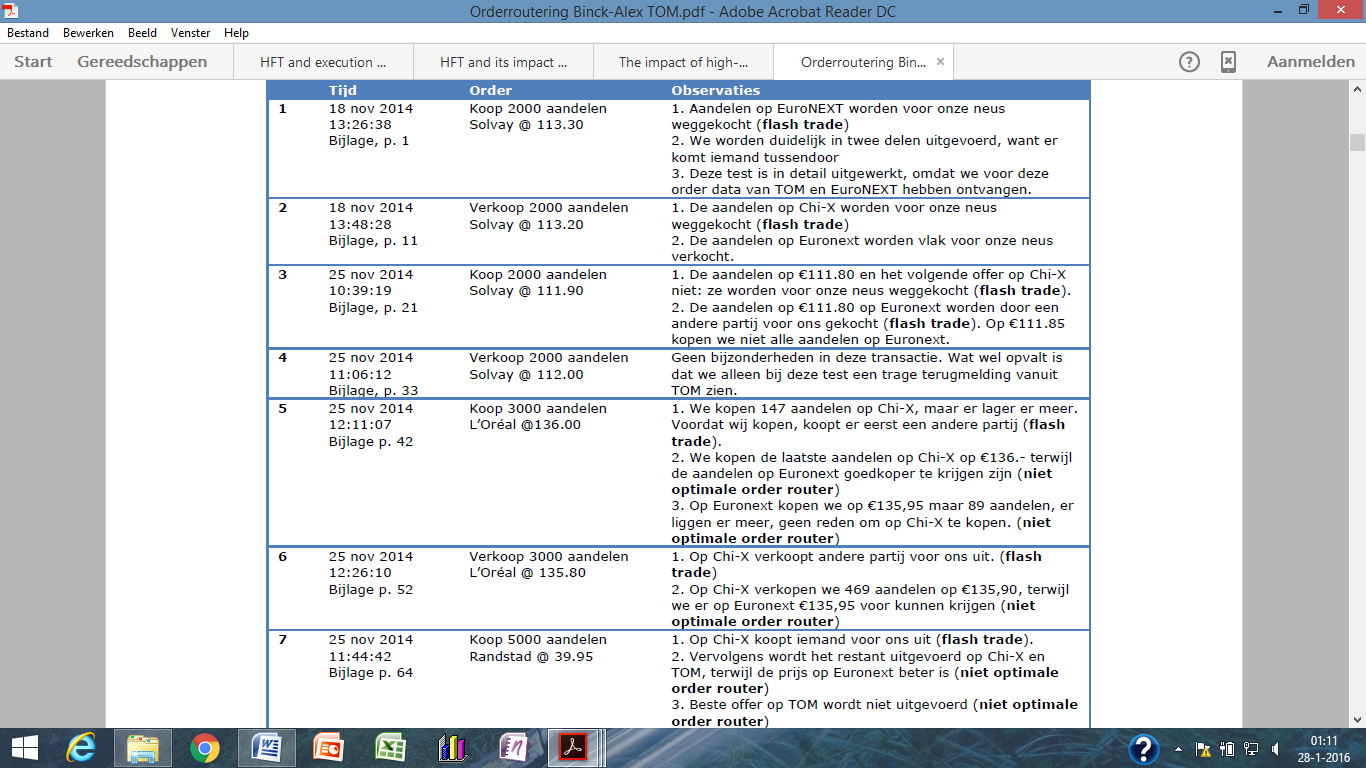 Orderroutering Binck-Alex TOM.pdf - Adobe Acrobat Reader DC
Bestand Bewerken Beeld Venster Help
Start Gereedschappen HFT and execution ... HFT and its impact ... The impact of high-... Orderroutering Bin... × Aanmelden
Tijd Order Observaties
1 18 nov 2014 Koop 2000 aandelen 1. Aandelen op EuroNEXT worden voor onze neus
13:26:38 Solvay @ 113.30 weggekocht (flash trade)
Bijlage, p. 1 2. We worden duidelijk in twee delen uitgevoerd, want er
komt iemand tussendoor
3. Deze test is in detail uitgewerkt, omdat we voor deze
order data van TOM en EuroNEXT hebben ontvangen.
2 18 nov 2014 Verkoop 2000 aandelen 1. De aandelen op Chi-X worden voor onze neus
13:48:28 Solvay @ 113.20 weggekocht (flash trade)
Bijlage, p. 11 2. De aandelen op Euronext worden vlak voor onze neus
verkocht.
3 25 nov 2014 Koop 2000 aandelen 1. De aandelen op €111.80 en het volgende offer op Chi-X
10:39:19 Solvay @ 111.90 niet: ze worden voor onze neus weggekocht (flash trade).
Bijlage, p. 21 2. De aandelen op €111.80 op Euronext worden door een
andere partij voor ons gekocht (flash trade). Op €111.85
kopen we niet alle aandelen op Euronext.
4 25 nov 2014 Verkoop 2000 aandelen Geen bijzonderheden in deze transactie. Wat wel opvalt is
11:06:12 Solvay @ 112.00 dat we alleen bij deze test een trage terugmelding vanuit
Bijlage, p. 33 TOM zien.
5 25 nov 2014 Koop 3000 aandelen 1. We kopen 147 aandelen op Chi-X, maar er lager er meer.
12:11:07 L’Oréal @136.00 Voordat wij kopen, koopt er eerst een andere partij (flash
Bijlage p. 42 trade).
2. We kopen de laatste aandelen op Chi-X op €136.- terwijl
de aandelen op Euronext goedkoper te krijgen zijn (niet
optimale order router)
3. Op Euronext kopen we op €135,95 maar 89 aandelen, er
liggen er meer, geen reden om op Chi-X te kopen. (niet
optimale order router)
6 25 nov 2014 Verkoop 3000 aandelen 1. Op Chi-X verkoopt andere partij voor ons uit. (flash
12:26:10 L’Oréal @ 135.80 trade)
Bijlage p. 52 2. Op Chi-X verkopen we 469 aandelen op €135,90, terwijl
we er op Euronext €135,95 voor kunnen krijgen (niet
optimale order router)
7 25 nov 2014 Koop 5000 aandelen 1. Op Chi-X koopt iemand voor ons uit (flash trade).
11:44:42 Randstad @ 39.95 2. Vervolgens wordt het restant uitgevoerd op Chi-X en
Bijlage p. 64 TOM, terwijl de prijs op Euronext beter is (niet optimale
order router)
3. Beste offer op TOM wordt niet uitgevoerd (niet optimale
order router)
01:11
28-1-2016